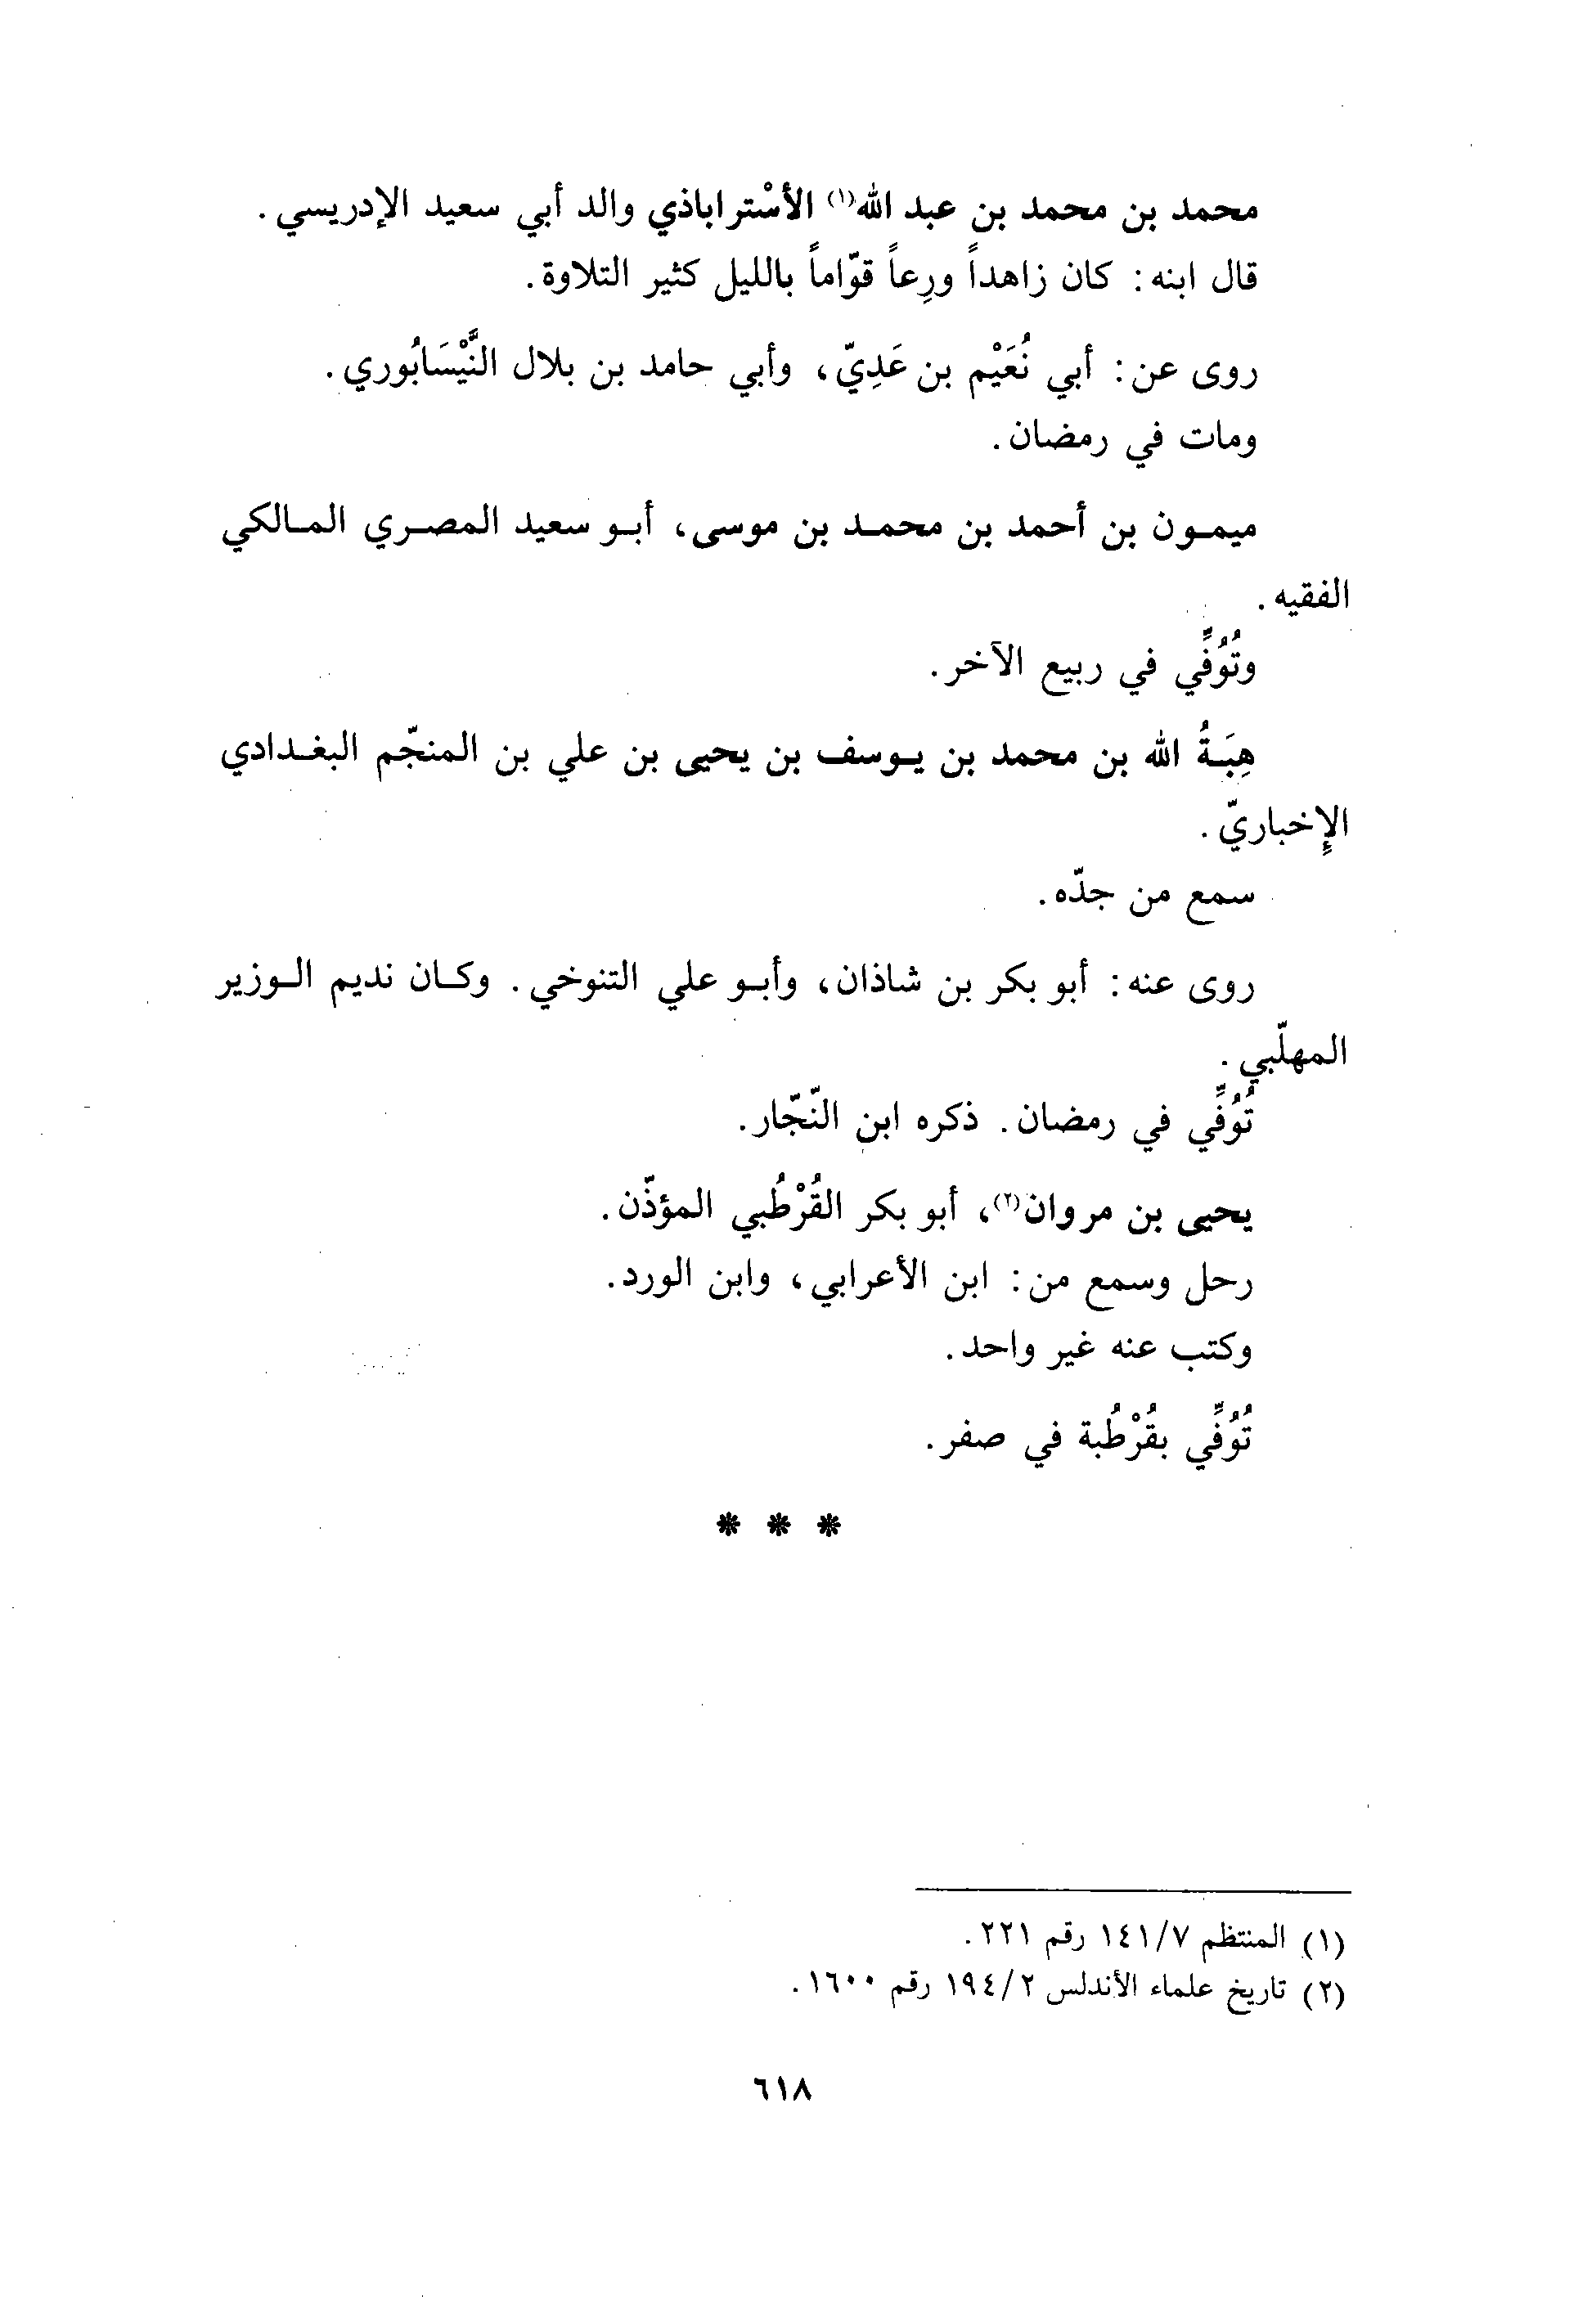 محمد بن محمد بن عبد الله(١) الأسْتراباذي والد أبي سعيد الإدريسي.
قال ابنه: كان زاهداً ورِعاً قوّاماً بالليل كثير التلاوة.
روى عن: أبي نُعَيْم بن عَدِيّ، وأبي حامد بن بلال النَّيْسَابُوري.
ومات في رمضان.
ميمون بن أحمد بن محمد بن موسى، أبو سعيد المصري المالكي
الفقيه.
وتُوُفِّي في ربيع الآخر.
هِبَةُ الله بن محمد بن يوسف بن يحيى بن علي بن المنجّم البغدادي
الإِخباريّ.
سمع من جدّه.
روى عنه: أبو بكر بن شاذان، وأبو علي التنوخي. وكان نديم الوزير
المهلّبي.
تُوُفِّي في رمضان. ذكره ابن النّجّار.
يحيى بن مروان(٢)، أبو بكر القُرْطُبي المؤذّن.
رحل وسمع من: ابن الأعرابي، وابن الورد.
وكتب عنه غير واحد.
تُوُفِّي بقُرْطُبة في صفر.
* * *
(١) المنتظم ١٤١/٧ رقم ٢٢١.
(٢) تاريخ علماء الأندلس ١٩٤/٢ رقم ١٦٠٠.
٦١٨